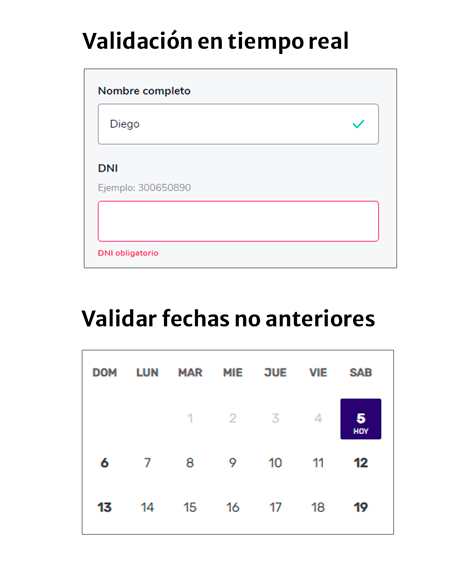 Validación en tiempo real
Nombre completo
Diego
DNI
Ejemplo: 300650890
DNI obligatorio
Validar fechas no anteriores
DOM LUN MAR MIE JUE VIE SAB
1 2 3 4 5
HOY
6 7 8 9 10 11 12
13 14 15 16 17 18 19